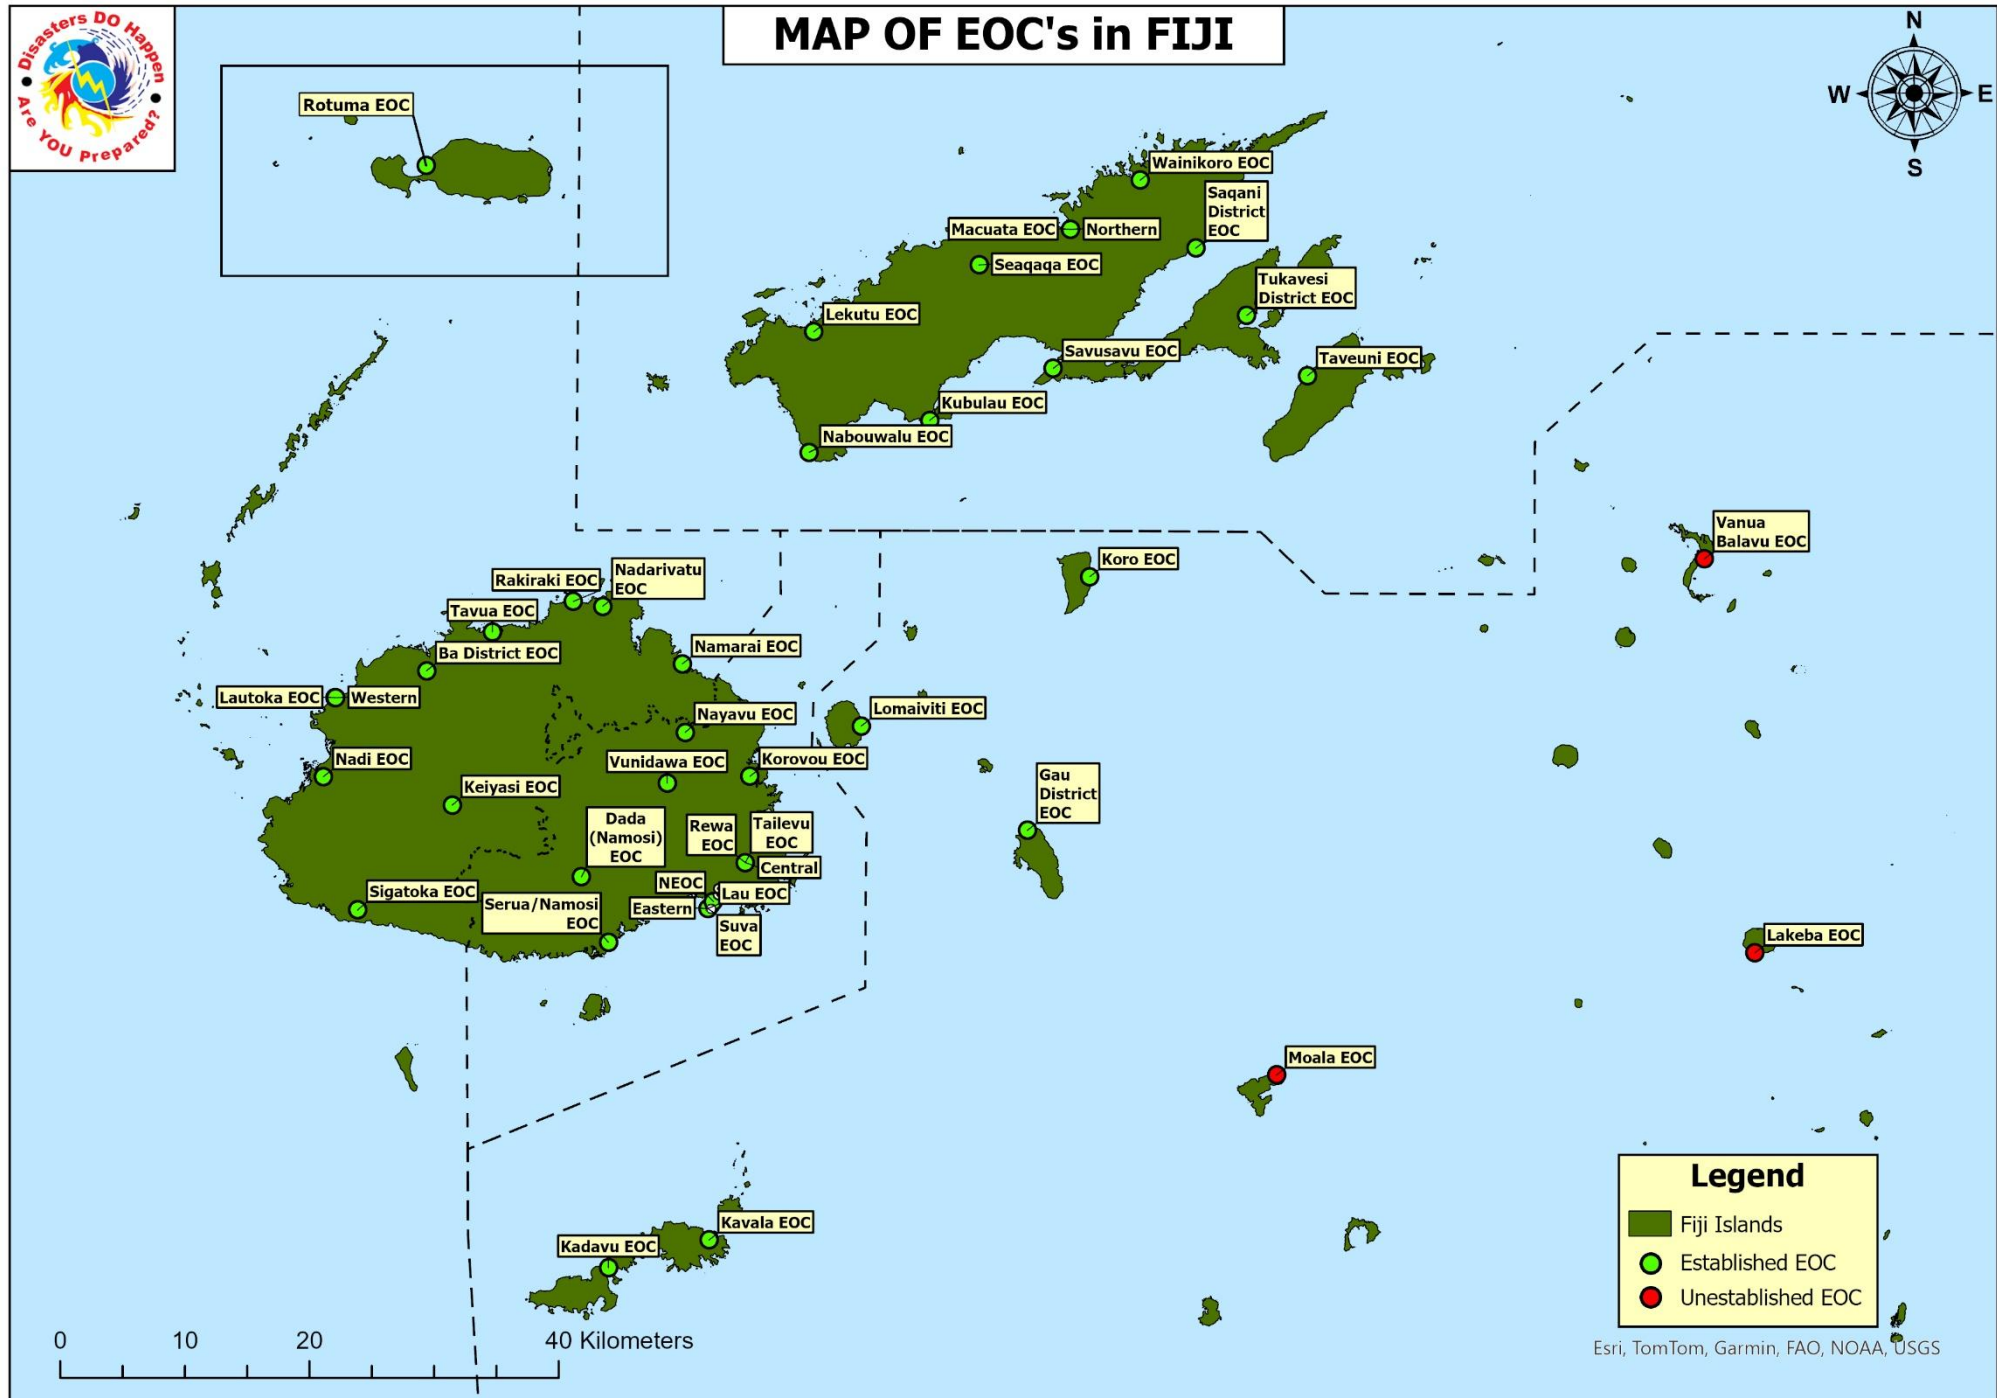 MAP OF EOC's in FIJI
Disasters DO Happen
Are YOU Prepared?
N
W
E
S
Rotuma EOC
Wainikoro EOC
Saqani
District
EOC
Macuata EOC
Northern
Seaqaqa EOC
Tukavesi
District EOC
Lekutu EOC
Savusavu EOC
Taveuni EOC
Kubulau EOC
Nabouwalu EOC
Vanua
Balavu EOC
Koro EOC
Rakiraki EOC
Nadarivatu
EOC
Tavua EOC
Ba District EOC
Namarai EOC
Lautoka EOC
Western
Nayavu EOC
Lomaiviti EOC
Nadi EOC
Vunidawa EOC
Korovou EOC
Keiyasi EOC
Gau
District
EOC
Dada
(Namosi)
EOC
Rewa
EOC
Tailevu
EOC
Central
NEOC
Lau EOC
Sigatoka EOC
Serua/Namosi
EOC
Eastern
Suva
EOC
Lakeba EOC
Moala EOC
Kavala EOC
Kadavu EOC
Legend
Fiji Islands
Established EOC
Unestablished EOC
0 10 20 40 Kilometers
Esri, TomTom, Garmin, FAO, NOAA, USGS